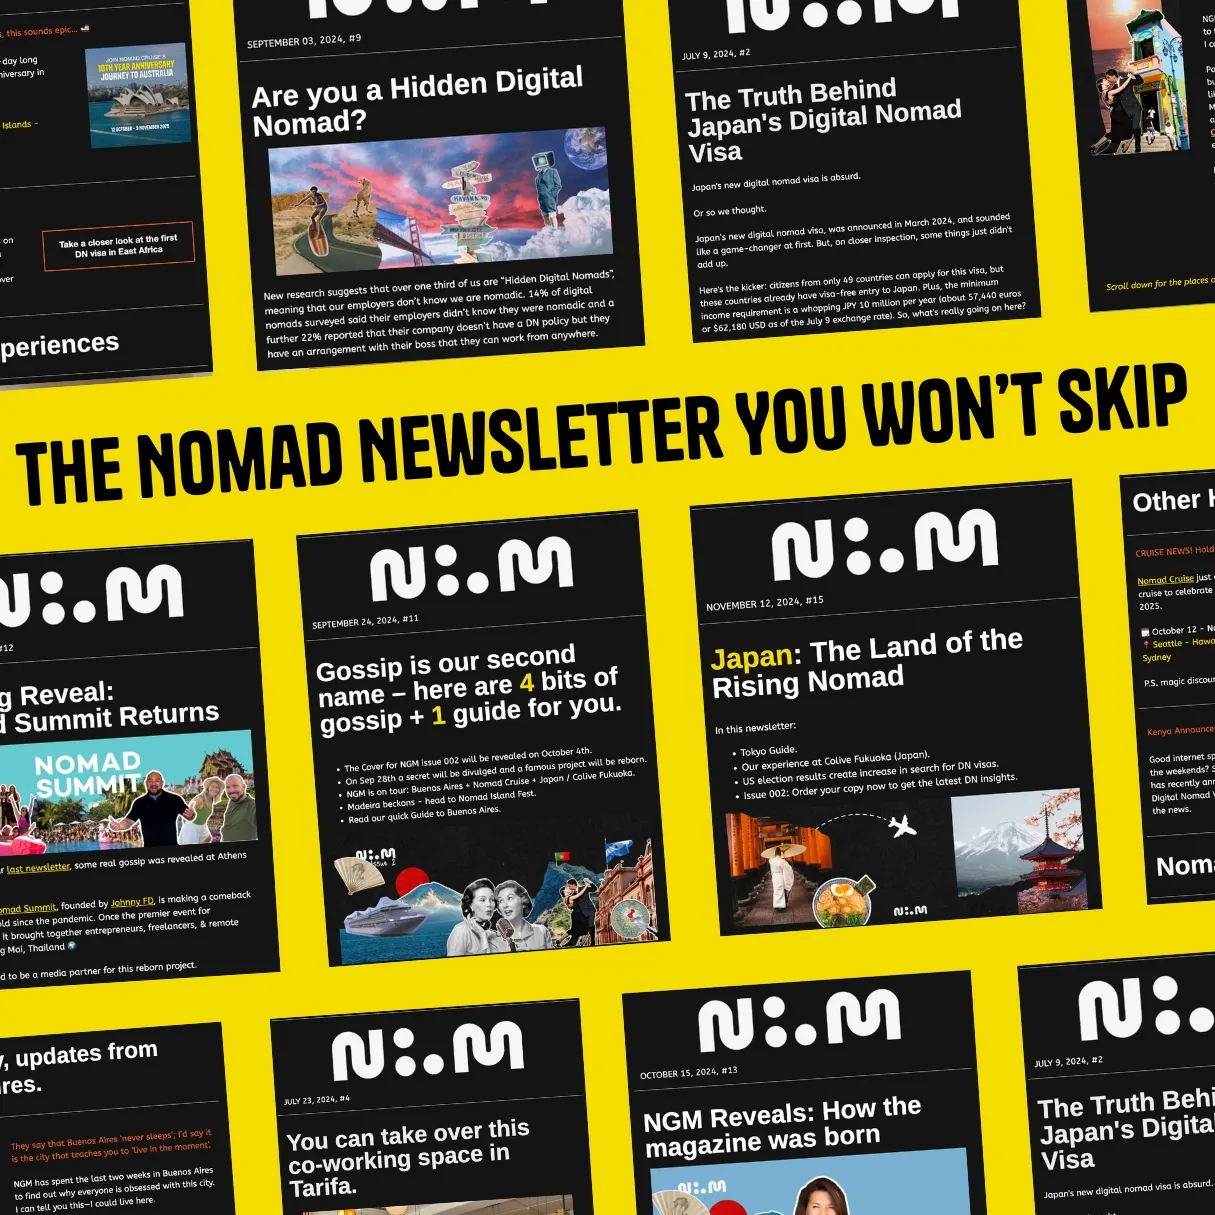 s, this sounds epic...
-day long
niversary in
Islands -
JOIN NOMAD CRUISE'S
10TH YEAR ANNIVERSARY
JOURNEY TO AUSTRALIA
12 OCTOBER - 9 NOVEMBER 2025
on
over
Take a closer look at the first
DN visa in East Africa
periences
SEPTEMBER 03, 2024, #9
Are you a Hidden Digital
Nomad?
New research suggests that over one third of us are “Hidden Digital Nomads”,
meaning that our employers don't know we are nomadic. 14% of digital
nomads surveyed said their employers didn't know they were nomadic and a
further 22% reported that their company doesn't have a DN policy but they
have an arrangement with their boss that they can work from anywhere.
JULY 9, 2024, #2
The Truth Behind
Japan's Digital Nomad
Visa
Japan's new digital nomad visa is absurd.
Or so we thought.
Japan's new digital nomad visa, was announced in March 2024, and sounded
like a game-changer at first. But, on closer inspection, some things just didn't
add up.
Here's the kicker: citizens from only 49 countries can apply for this visa, but
these countries already have visa-free entry to Japan. Plus, the minimum
income requirement is a whopping JPY 10 million per year (about 57,440 euros
or $62,180 USD as of the July 9 exchange rate). So, what's really going on here?
Scroll down for the places
THE NOMAD NEWSLETTER YOU WON'T SKIP
N:.M
#12
g Reveal:
d Summit Returns
NOMAD
SUMMIT
r last newsletter, some real gossip was revealed at Athens
omad Summit, founded by Johnny FD, is making a comeback
old since the pandemic. Once the premier event for
it brought together entrepreneurs, freelancers, & remote
g Mai, Thailand
d to be a media partner for this reborn project.
N:.M
SEPTEMBER 24, 2024, #11
Gossip is our second
name – here are 4 bits of
gossip + 1 guide for you.
• The Cover for NGM issue 002 will be revealed on October 4th.
• On Sep 28th a secret will be divulged and a famous project will be reborn.
• NGM is on tour: Buenos Aires + Nomad Cruise + Japan / Colive Fukuoka.
• Madeira beckons - head to Nomad Island Fest.
• Read our quick Guide to Buenos Aires.
N:.M
issue 2
N:.M
NOVEMBER 12, 2024, #15
Japan: The Land of the
Rising Nomad
In this newsletter:
• Tokyo Guide.
• Our experience at Colive Fukuoka (Japan).
• US election results create increase in search for DN visas.
• Issue 002: Order your copy now to get the latest DN insights.
N:.M
Other
CRUISE NEWS! Hold
Nomad Cruise just
cruise to celebrate
2025.
October 12 - No
Seattle - Hawa
Sydney
P.S. magic discou
Kenya Announce
Good internet sp
the weekends? S
has recently ann
Digital Nomad
the news.
Noma
y, updates from
res.
They say that Buenos Aires 'never sleeps'; I'd say it
is the city that teaches you to 'live in the moment'.
NGM has spent the last two weeks in Buenos Aires
to find out why everyone is obsessed with this city.
I can tell you this—I could live here.
N:.M
JULY 23, 2024, #4
You can take over this
co-working space in
Tarifa.
N:.M
OCTOBER 15, 2024, #13
NGM Reveals: How the
magazine was born
N:.M
N:.
JULY 9, 2024, #2
The Truth Behi
Japan's Digita
Visa
Japan's new digital nomad visa is absurd.